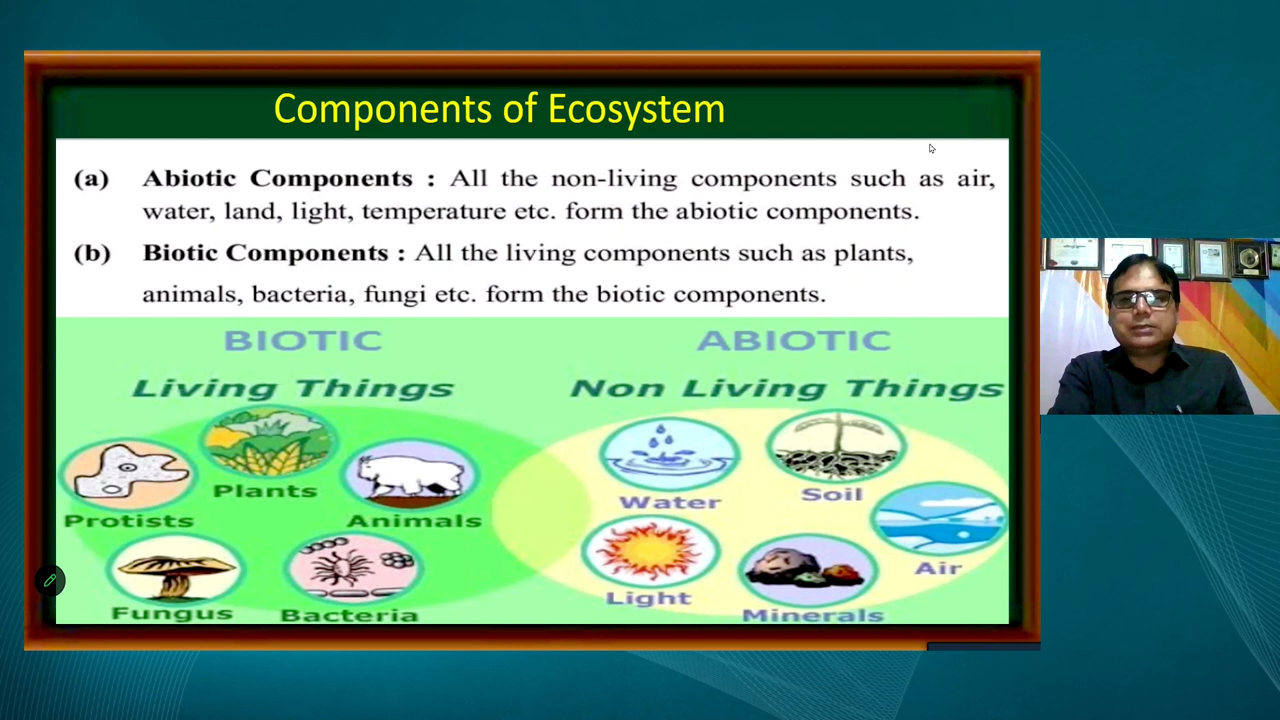 Components of Ecosystem
(a) Abiotic Components : All the non-living components such as air,
water, land, light, temperature etc. form the abiotic components.
(b) Biotic Components : All the living components such as plants,
animals, bacteria, fungi etc. form the biotic components.
BIOTIC
Living Things
Plants
Protists
Animals
Fungus
Bacteria
ABIOTIC
Non Living Things
Water
Soil
Air
Light
Minerals